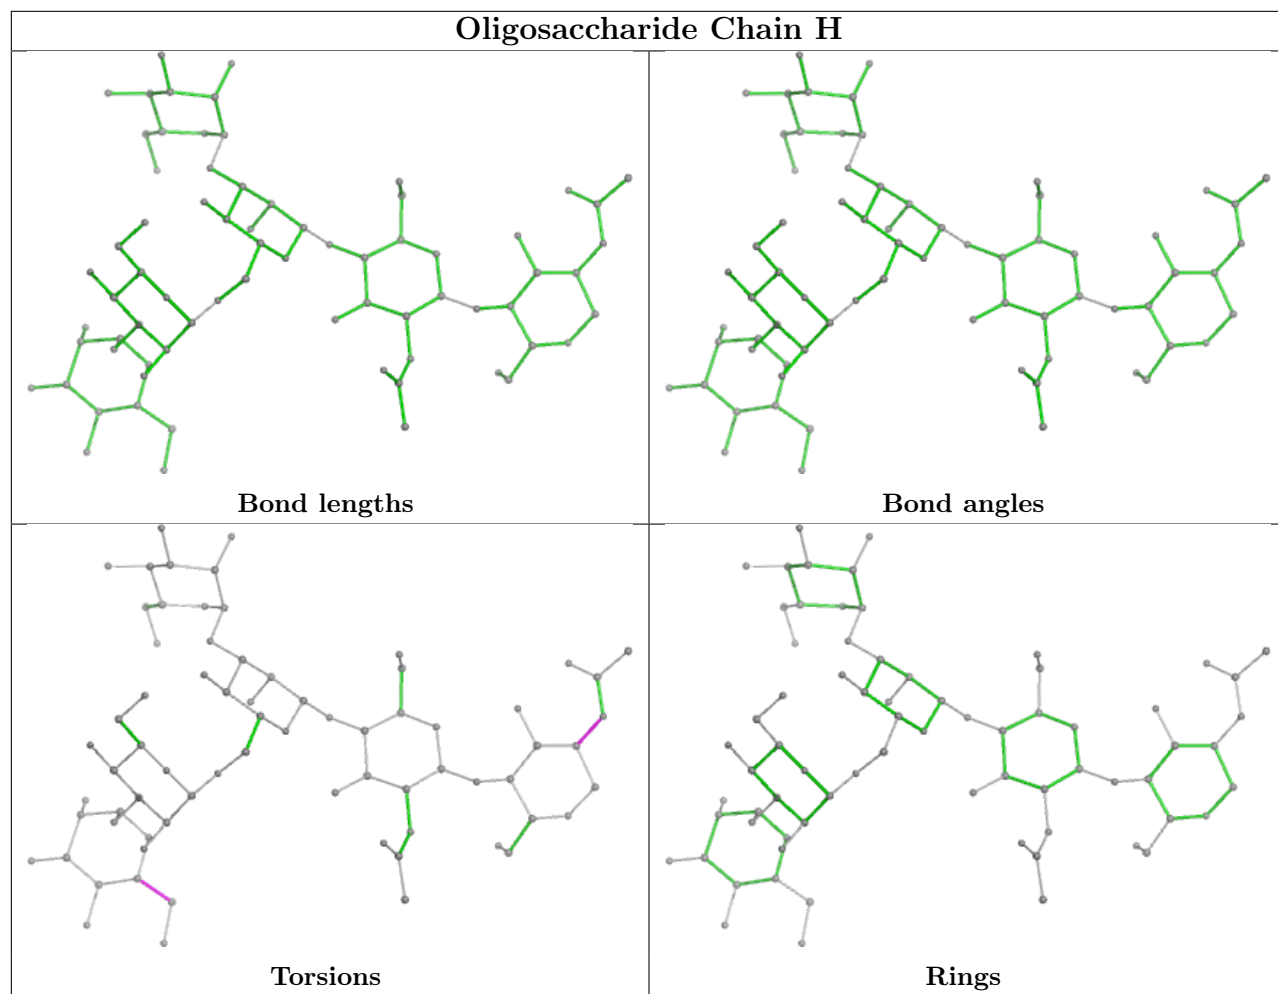 Oligosaccharide Chain H
Bond lengths
Bond angles
Torsions
Rings